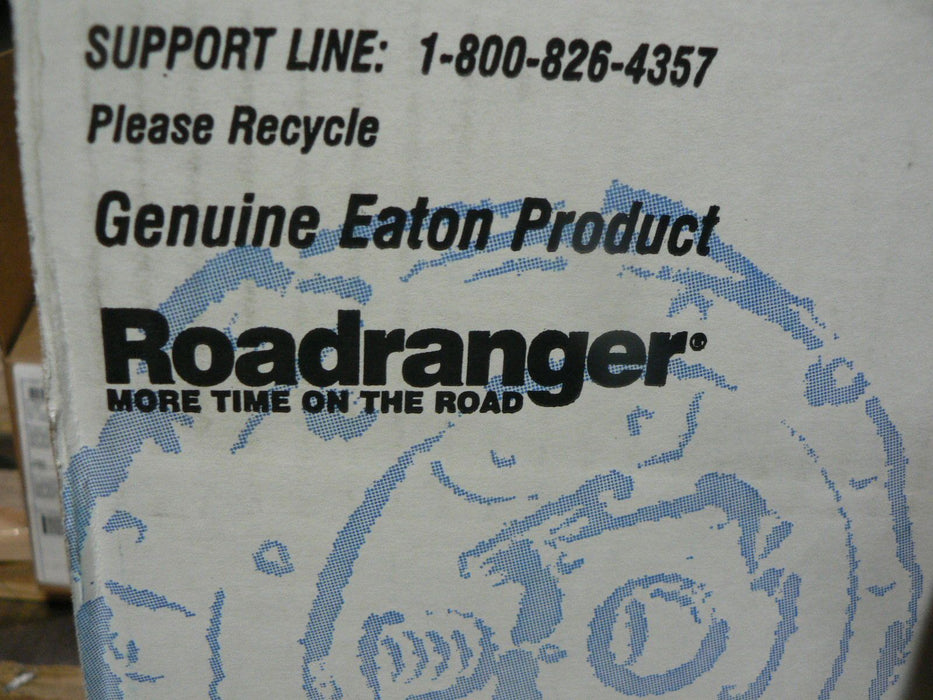 SUPPORT LINE: 1-800-826-4357
Please Recycle
Genuine Eaton Product
Roadranger®
MORE TIME ON THE ROAD